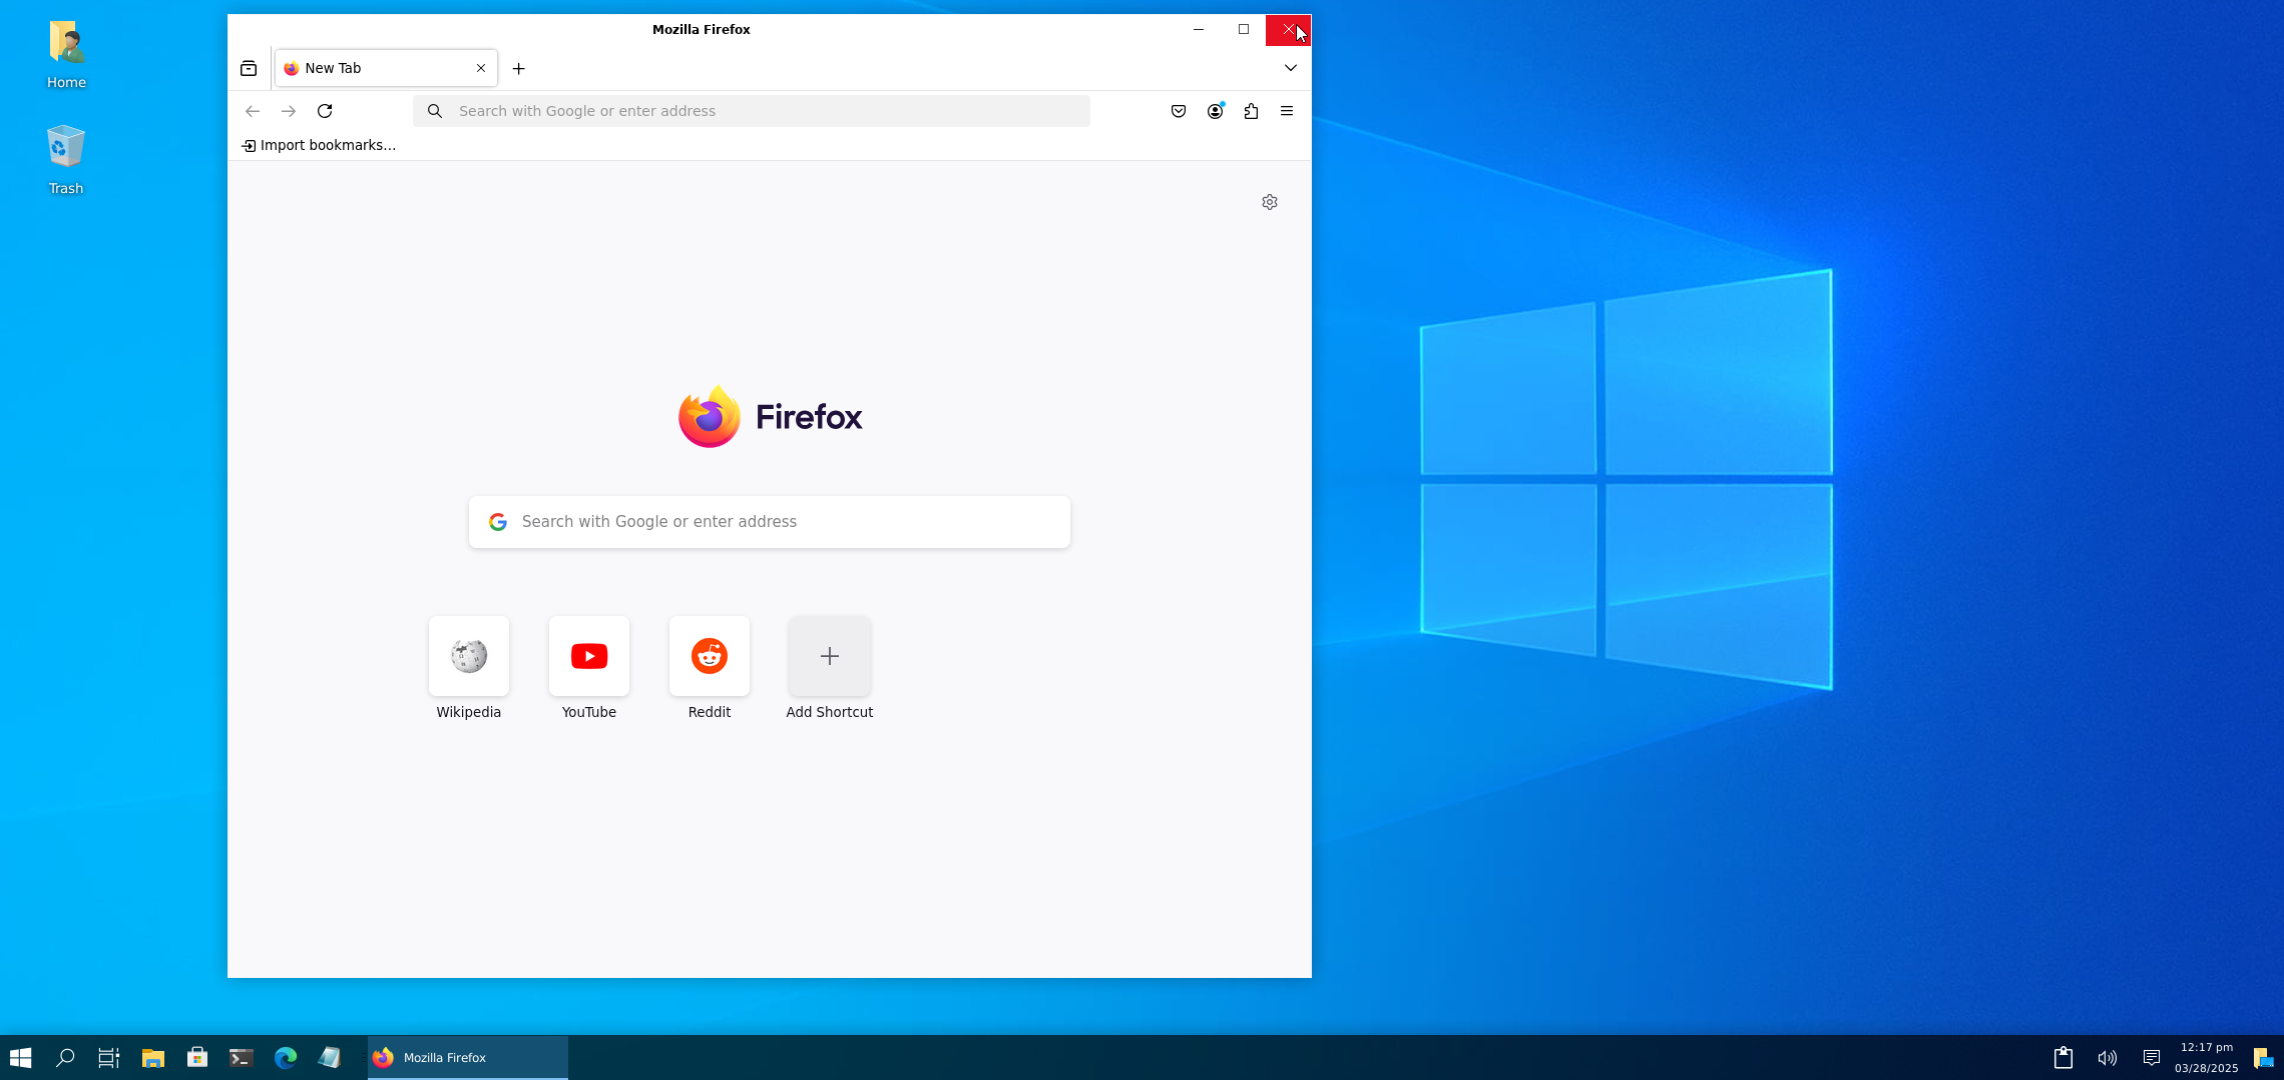 Home
Trash
Mozilla Firefox
New Tab
Search with Google or enter address
Import bookmarks...
Firefox
Search with Google or enter address
Wikipedia
YouTube
Reddit
Add Shortcut
Mozilla Firefox
12:17 pm
03/28/2025